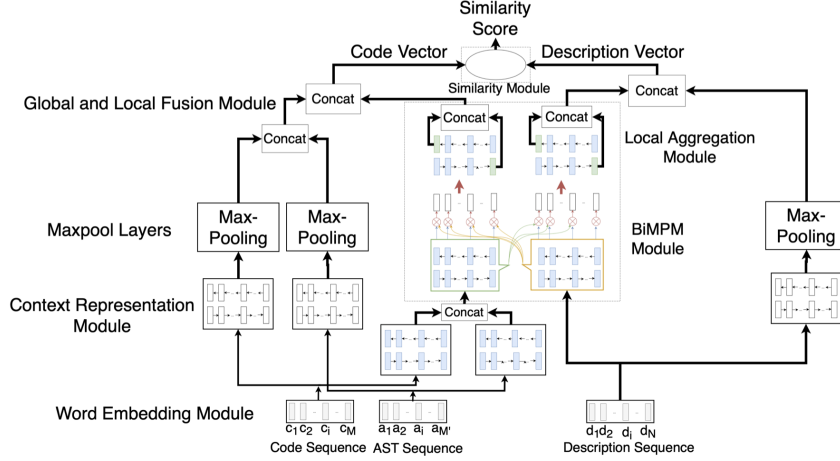 Similarity
Score
Code Vector
Description Vector
Similarity Module
Global and Local Fusion Module
Concat
Concat
Concat
Concat
Concat
Local Aggregation
Module
Maxpool Layers
Max-
Pooling
Max-
Pooling
BiMPM
Module
Max-
Pooling
Context Representation
Module
Concat
Word Embedding Module
c1 c2 ci cM
a1 a2 ai aM'
d1 d2 di dN
Code Sequence
AST Sequence
Description Sequence